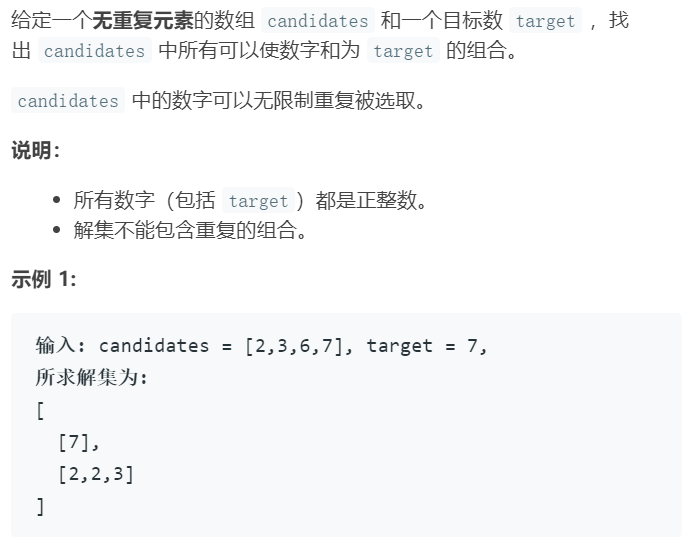 给定一个无重复元素的数组 candidates 和一个目标数 target ，找
出 candidates 中所有可以使数字和为 target 的组合。
candidates 中的数字可以无限制重复被选取。
说明：
所有数字（包括 target）都是正整数。
解集不能包含重复的组合。
示例 1:
输入: candidates = [2,3,6,7], target = 7,
所求解集为:
[
[7],
[2,2,3]
]